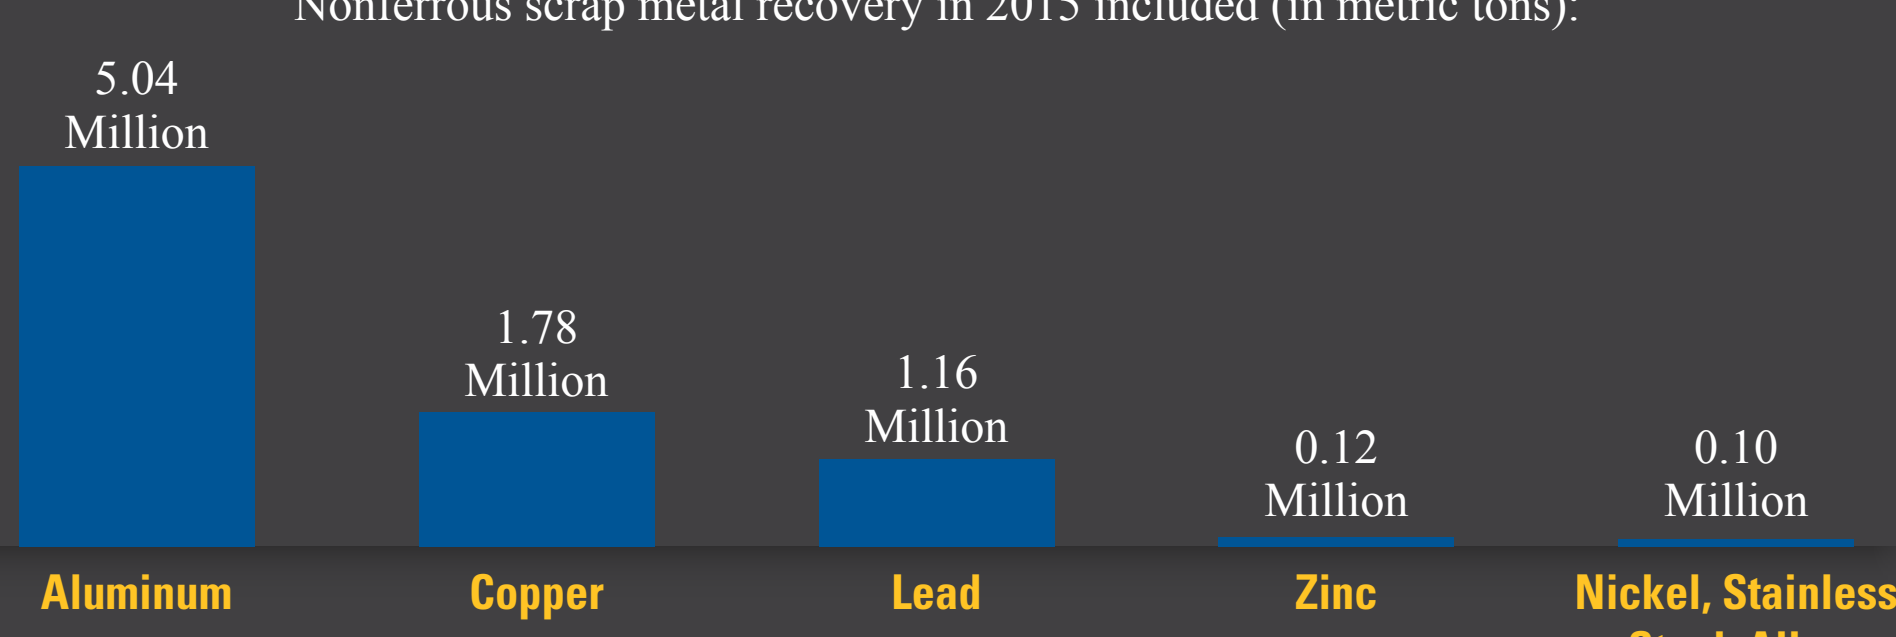 Nonferrous scrap metal recovery in 2015 included (in metric tons):
5.04
Million
1.78
Million
1.16
Million
0.12
Million
0.10
Million
Aluminum
Copper
Lead
Zinc
Nickel, Stainless